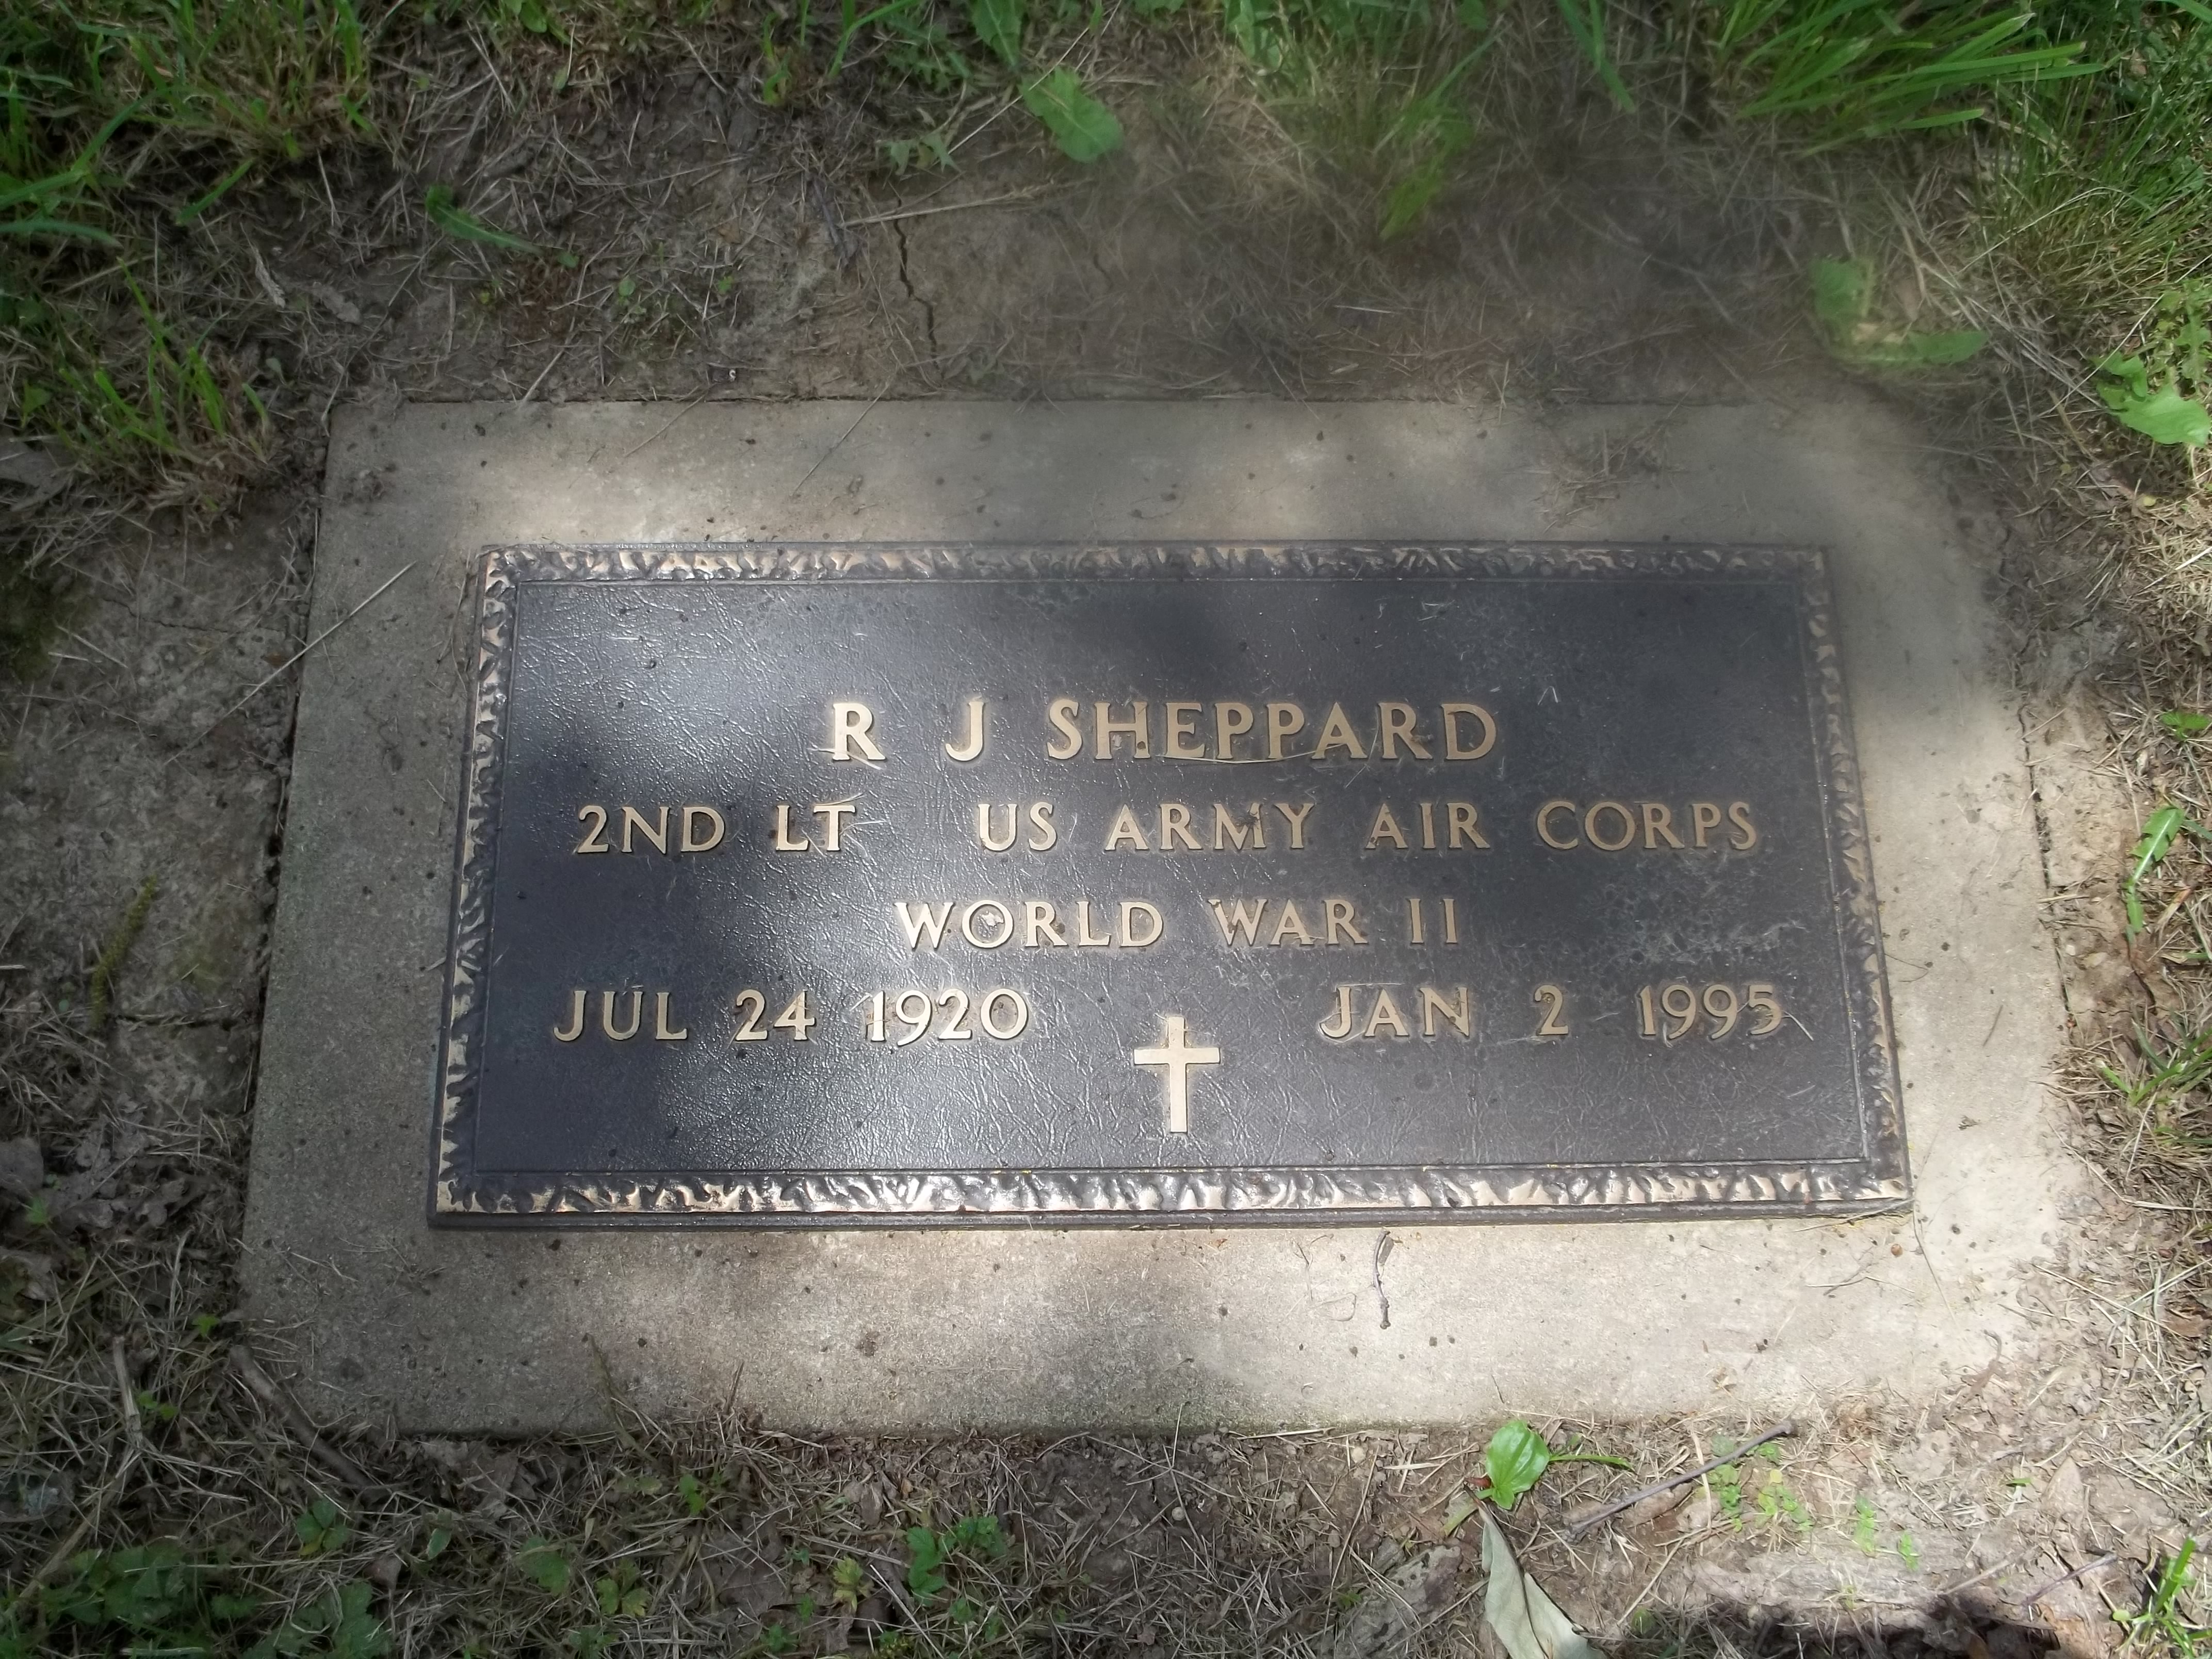 R J SHEPPARD
2ND LT US ARMY AIR CORPS
WORLD WAR II
JUL 24 1920 JAN 2 1995